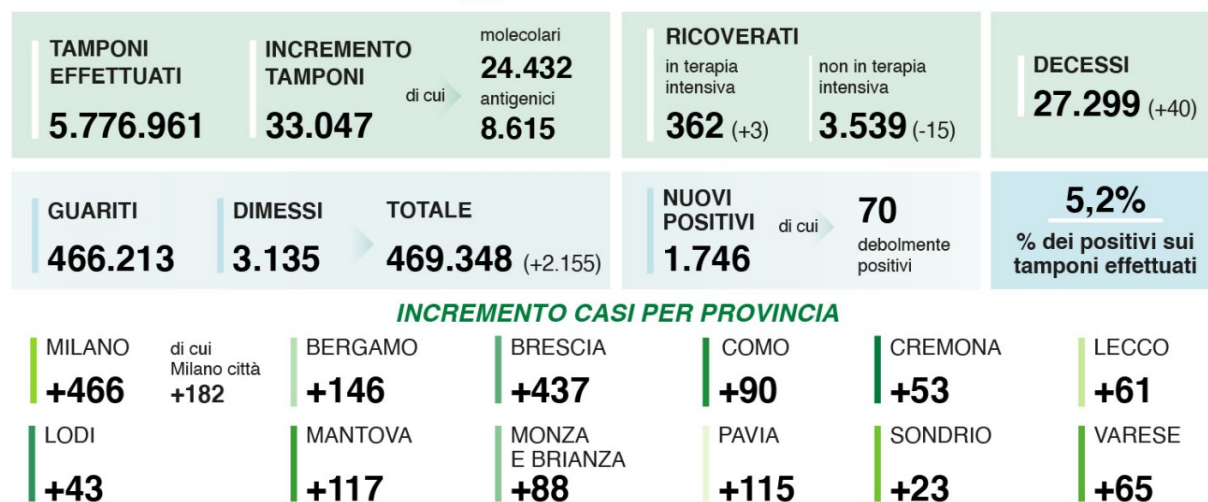 TAMPONI
EFFETTUATI
5.776.961
INCREMENTO
TAMPONI
33.047
di cui
molecolari
24.432
antigenici
8.615
RICOVERATI
in terapia
intensiva
362 (+3)
non in terapia
intensiva
3.539 (-15)
DECESSI
27.299 (+40)
GUARITI
466.213
DIMESSI
3.135
TOTALE
469.348 (+2.155)
NUOVI
POSITIVI
1.746
di cui
70
debolmente
positivi
5,2%
% dei positivi sui
tamponi effettuati
INCREMENTO CASI PER PROVINCIA
MILANO
+466
di cui
Milano città
+182
BERGAMO
+146
BRESCIA
+437
COMO
+90
CREMONA
+53
LECCO
+61
LODI
+43
MANTOVA
+117
MONZA
E BRIANZA
+88
PAVIA
+115
SONDRIO
+23
VARESE
+65